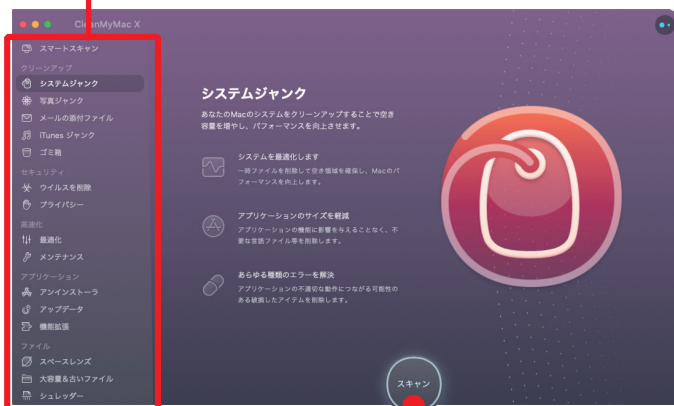 CleanMyMac X
スマートスキャン
クリーンアップ
システムジャンク
写真ジャンク
メールの添付ファイル
iTunes ジャンク
ゴミ箱
セキュリティ
ウイルスを削除
プライバシー
高速化
最適化
メンテナンス
アプリケーション
アンインストーラ
アップデータ
機能拡張
ファイル
スペースレンズ
大容量&古いファイル
シュレッダー
システムジャンク
あなたのMacのシステムをクリーンアップすることで空き
容量を増やし、パフォーマンスを向上させます。
システムを最適化します
一時ファイルを削除して空き領域を確保し、Macのパ
フォーマンスを向上します。
アプリケーションのサイズを軽減
アプリケーションの機能に影響を与えることなく、不
要な言語ファイル等を削除します。
あらゆる種類のエラーを解決
アプリケーションの不適切な動作につながる可能性の
ある破損したアイテムを削除します。
スキャン